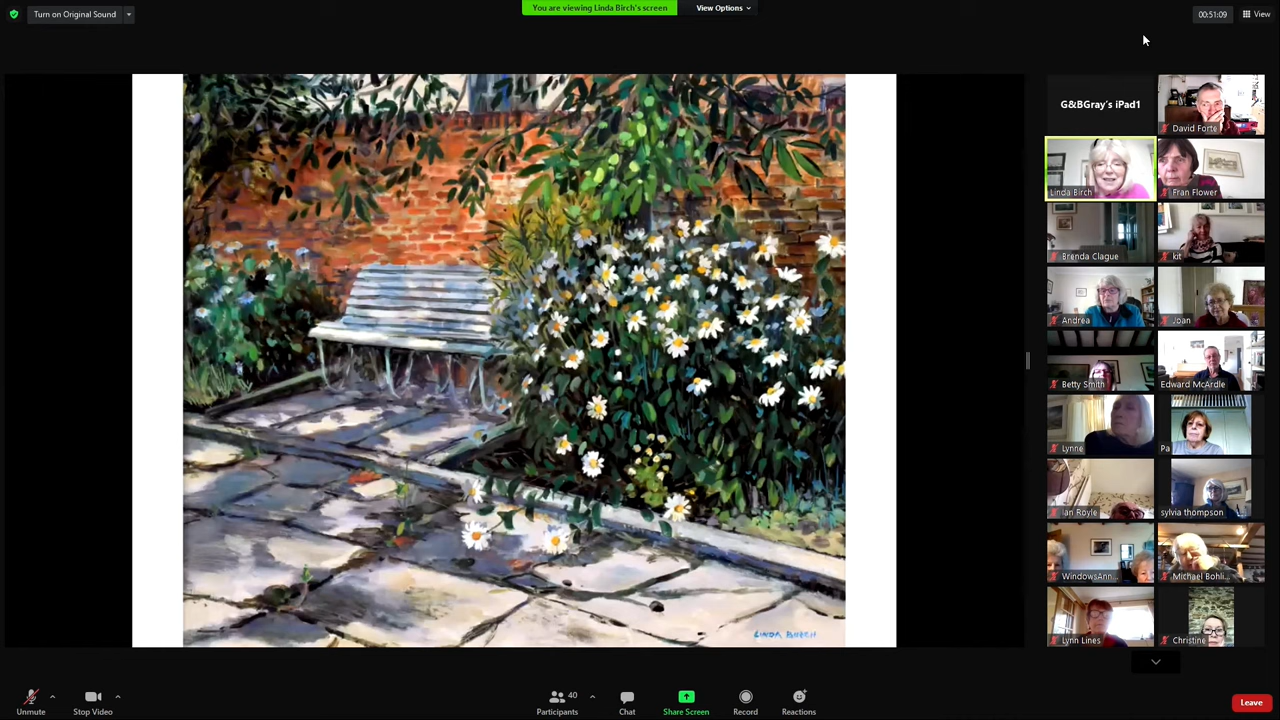 Turn on Original Sound
You are viewing Linda Birch's screen
View Options
00:51:09
View
G&BGray's iPad1
David Forte
Linda Birch
Fran Flower
Brenda Clague
kit
Andrea
Joan
Betty Smith
Edward McArdle
Lynne
Pa
Ian Royle
sylvia thompson
WindowsAnn...
Michael Bohli...
Lynn Lines
Christine
LINDA BIRCH
Unmute
Stop Video
Participants
40
Chat
Share Screen
Record
Reactions
Leave